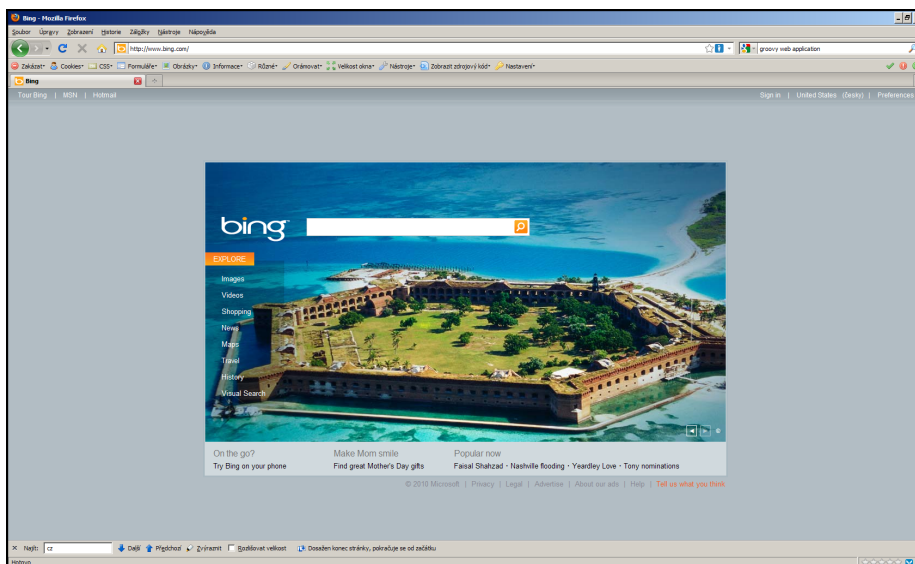 Bing - Mozilla Firefox
Soubor Úpravy Zobrazení Historie Záložky Nástroje Nápověda
http://www.bing.com/ groovy web application
Zakázat Cookies CSS Formuláře Obrázky Informace Různé Orámovat Velikost okna Nástroje Zobrazit zdrojový kód Nastavení
Bing
Tour Bing | MSN | Hotmail Sign in | United States (česky) | Preferences
bing
EXPLORE
Images
Videos
Shopping
News
Maps
Travel
History
Visual Search
On the go? Make Mom smile Popular now
Try Bing on your phone Find great Mother's Day gifts Faisal Shahzad · Nashville flooding · Yeardley Love · Tony nominations
© 2010 Microsoft | Privacy | Legal | Advertise | About our ads | Help | Tell us what you think
Najít: cz Další Předchozí Zvýraznit Rozlišovat velikost Dosažen konec stránky, pokračuje se od začátku
Hotovo